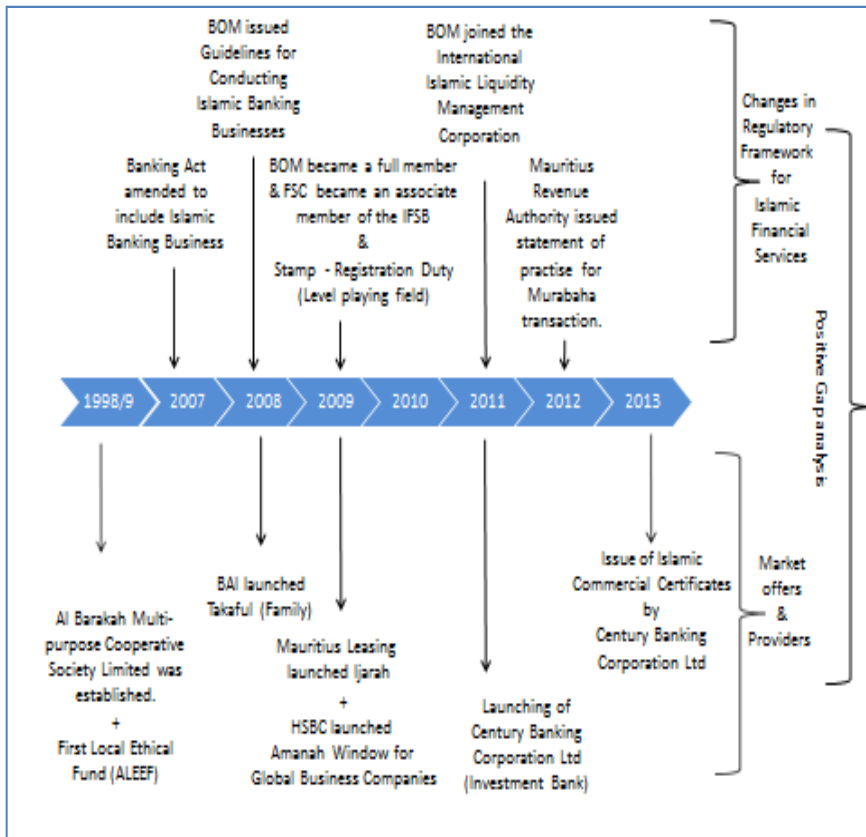 BOM issued
Guidelines for
Conducting
Islamic Banking
Businesses
BOM joined the
International
Islamic Liquidity
Management
Corporation
Banking Act
amended to
include Islamic
Banking Business
BOM became a full member
& FSC became an associate
member of the IFSB
&
Stamp - Registration Duty
(Level playing field)
Mauritius
Revenue
Authority issued
statement of
practise for
Murabaha
transaction.
Changes in
Regulatory
Framework
for
Islamic
Financial
Services
Positive Gap analysis
1998/9
2007
2008
2009
2010
2011
2012
2013
Al Barakah Multi-
purpose Cooperative
Society Limited was
established.
+
First Local Ethical
Fund (ALEEF)
BAI launched
Takaful (Family)
Mauritius Leasing
launched Ijarah
+
HSBC launched
Amanah Window for
Global Business Companies
Launching of
Century Banking
Corporation Ltd
(Investment Bank)
Issue of Islamic
Commercial Certificates
by
Century Banking
Corporation Ltd
Market
offers
&
Providers